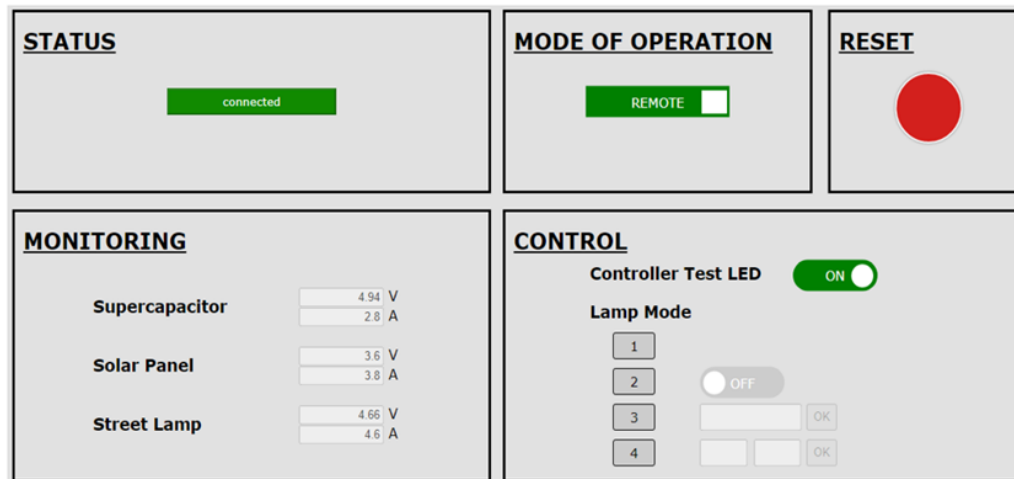 STATUS
connected
MODE OF OPERATION
REMOTE
RESET
MONITORING
Supercapacitor
4.94 V
2.8 A
Solar Panel
3.6 V
3.8 A
Street Lamp
4.66 V
4.6 A
CONTROL
Controller Test LED ON
Lamp Mode
1
2 OFF
3 OK
4 OK